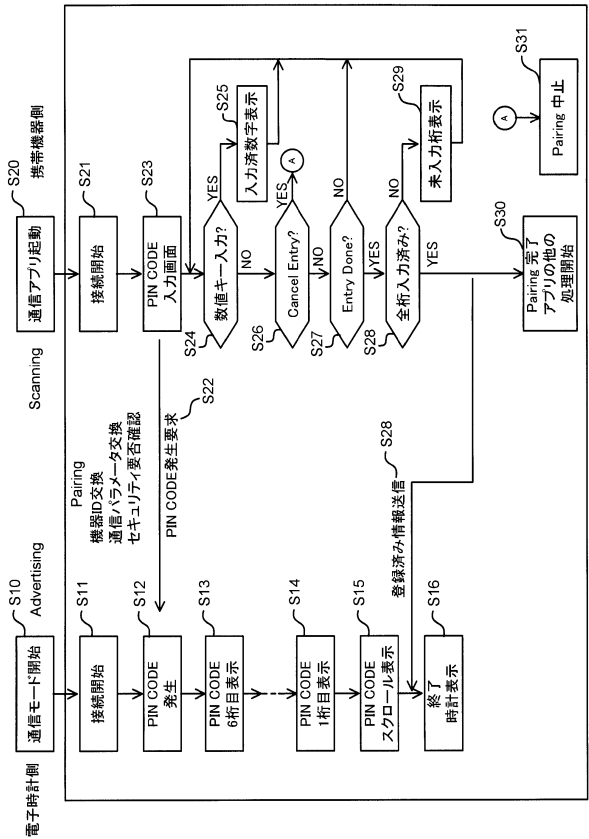 電子時計側
Advertising
Scanning
携帯機器側
通信モード開始
S10
通信アプリ起動
S20
Pairing
機器ID交換
通信パラメータ交換
セキュリティ要否確認
接続開始
S11
接続開始
S21
PIN CODE
発生
S12
PIN CODE発生要求
S22
PIN CODE
入力画面
S23
PIN CODE
6桁目表示
S13
数値キー入力?
S24
YES
NO
入力済数字表示
S25
Cancel Entry?
S26
YES
A
NO
PIN CODE
1桁目表示
S14
Entry Done?
S27
NO
YES
PIN CODE
スクロール表示
S15
全桁入力済み?
S28
NO
YES
未入力桁表示
S29
登録済み情報送信
S28
終了
時計表示
S16
Pairing 完了
アプリの他の
処理開始
S30
A
Pairing 中止
S31